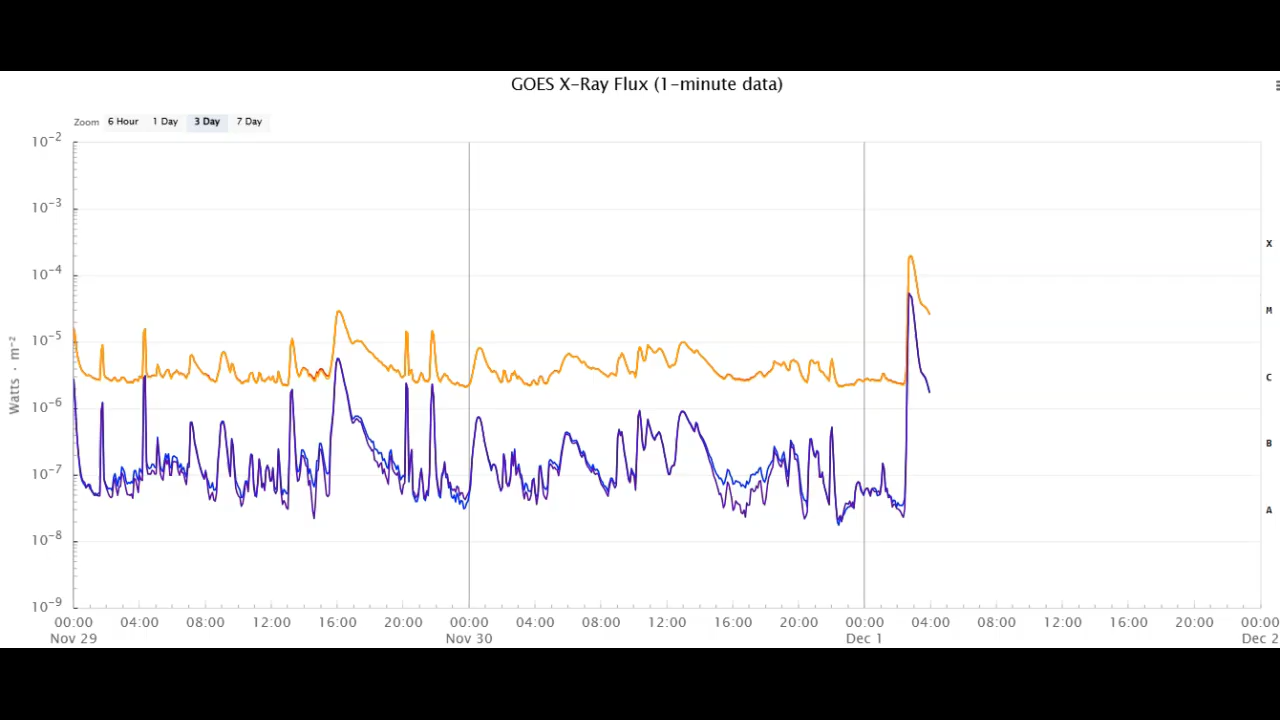 GOES X-Ray Flux (1-minute data)
Zoom 6 Hour 1 Day 3 Day 7 Day
10⁻²
10⁻³
X
10⁻⁴
M
10⁻⁵
Watts · m⁻²
C
10⁻⁶
B
10⁻⁷
A
10⁻⁸
10⁻⁹
00:00 04:00 08:00 12:00 16:00 20:00 00:00 04:00 08:00 12:00 16:00 20:00 00:00 04:00 08:00 12:00 16:00 20:00 00:00
Nov 29 Nov 30 Dec 1 Dec 2